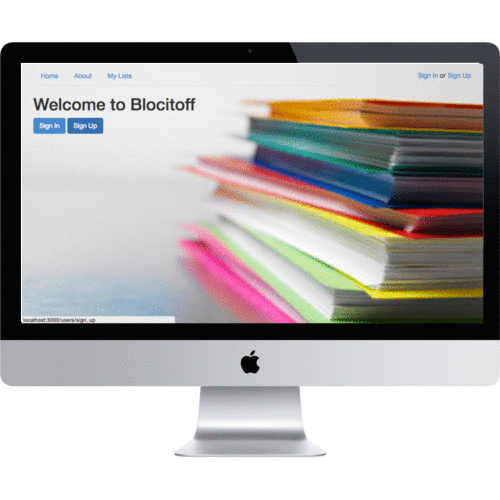 Home About My Lists Sign In or Sign Up
Welcome to Blocitoff
Sign In Sign Up
localhost:3000/users/sign_up